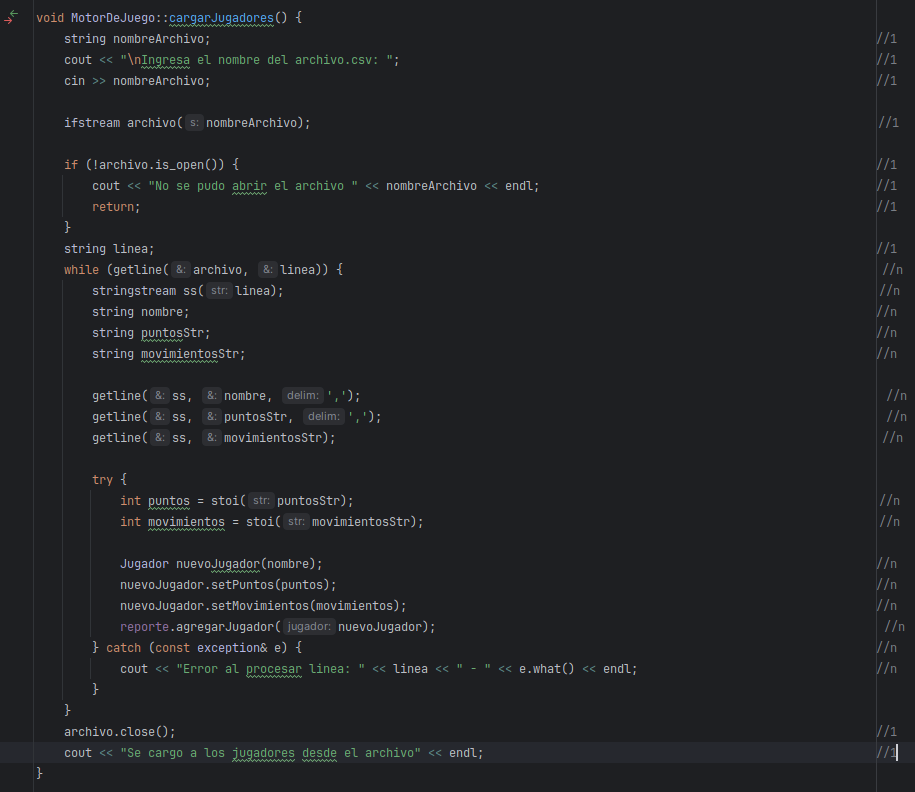 void MotorDeJuego::cargarJugadores() {
string nombreArchivo; //1
cout << "\nIngresa el nombre del archivo.csv: "; //1
cin >> nombreArchivo; //1
ifstream archivo( s: nombreArchivo); //1
if (!archivo.is_open()) { //1
cout << "No se pudo abrir el archivo " << nombreArchivo << endl; //1
return; //1
}
string linea; //1
while (getline( &: archivo, &: linea)) { //n
stringstream ss( str: linea); //n
string nombre; //n
string puntosStr; //n
string movimientosStr; //n
getline( &: ss, &: nombre, delim: ','); //n
getline( &: ss, &: puntosStr, delim: ','); //n
getline( &: ss, &: movimientosStr); //n
try {
int puntos = stoi( str: puntosStr); //n
int movimientos = stoi( str: movimientosStr); //n
Jugador nuevoJugador(nombre); //n
nuevoJugador.setPuntos(puntos); //n
nuevoJugador.setMovimientos(movimientos); //n
reporte.agregarJugador( jugador: nuevoJugador); //n
} catch (const exception& e) { //n
cout << "Error al procesar linea: " << linea << " - " << e.what() << endl; //n
}
}
archivo.close(); //1
cout << "Se cargo a los jugadores desde el archivo" << endl; //1
}